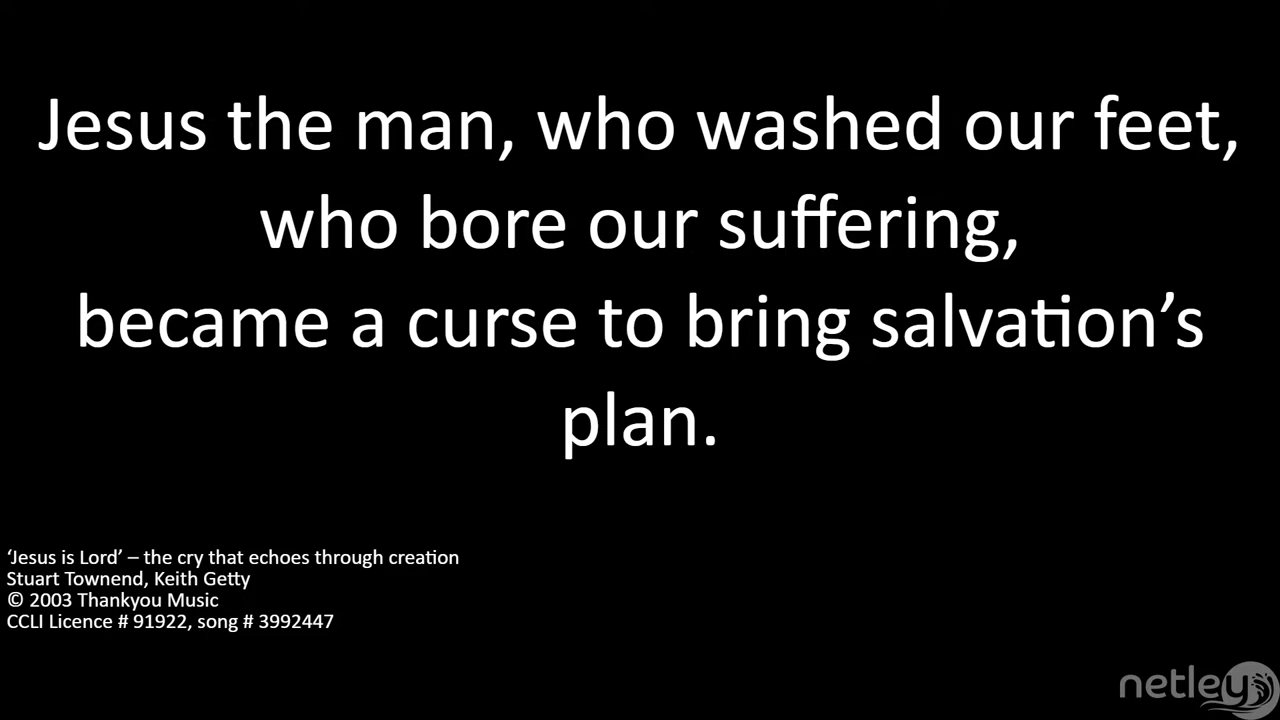 Jesus the man, who washed our feet,
who bore our suffering,
became a curse to bring salvation’s
plan.
‘Jesus is Lord’ – the cry that echoes through creation
Stuart Townend, Keith Getty
© 2003 Thankyou Music
CCLI Licence # 91922, song # 3992447
netley